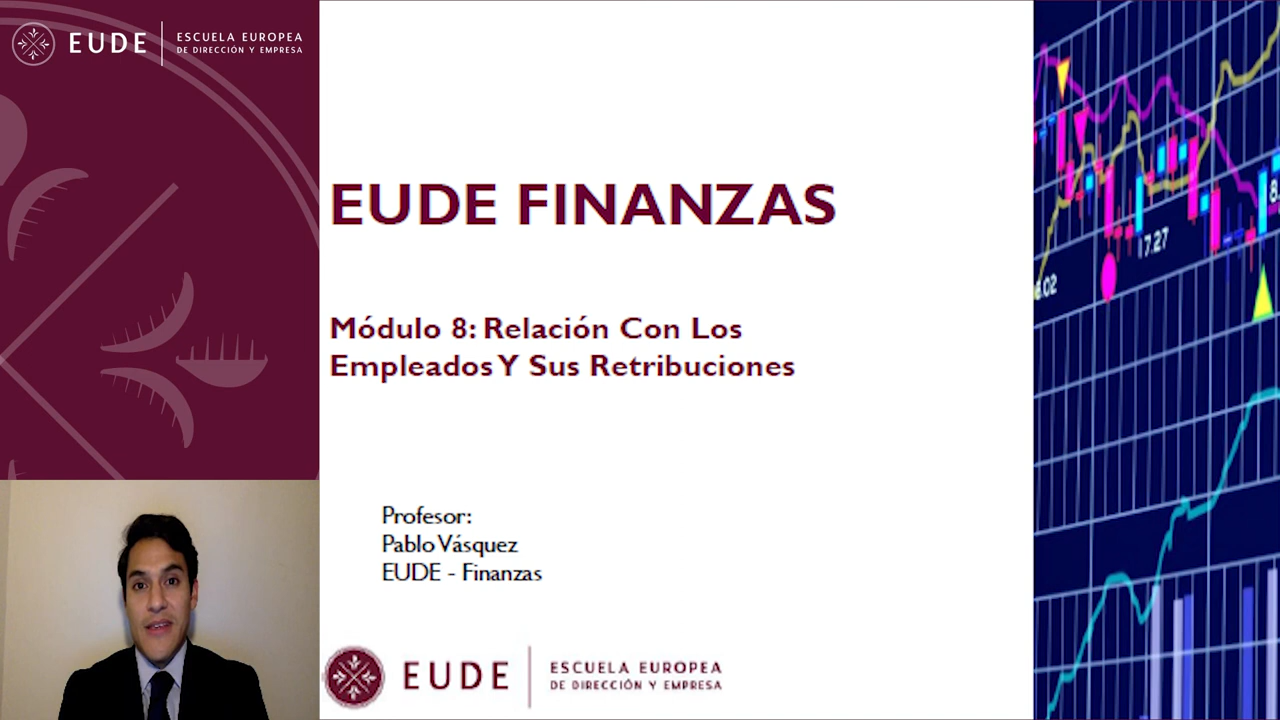 EUDE
ESCUELA EUROPEA
DE DIRECCIÓN Y EMPRESA
EUDE FINANZAS
Módulo 8: Relación Con Los
Empleados Y Sus Retribuciones
Profesor:
Pablo Vásquez
EUDE - Finanzas
EUDE
ESCUELA EUROPEA
DE DIRECCIÓN Y EMPRESA
7.27